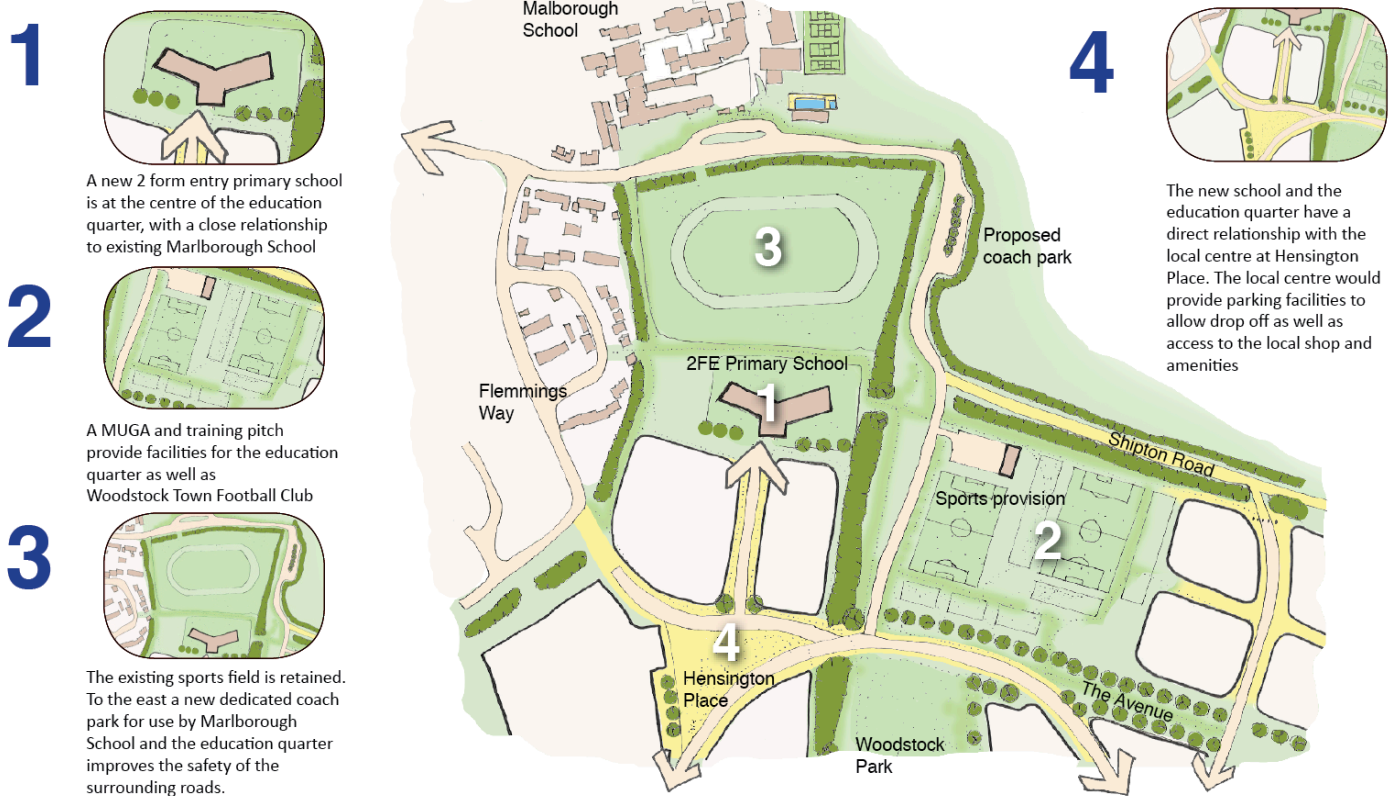 1
A new 2 form entry primary school
is at the centre of the education
quarter, with a close relationship
to existing Marlborough School
2
A MUGA and training pitch
provide facilities for the education
quarter as well as
Woodstock Town Football Club
3
The existing sports field is retained.
To the east a new dedicated coach
park for use by Marlborough
School and the education quarter
improves the safety of the
surrounding roads.
Malborough
School
3
Proposed
coach park
2FE Primary School
1
Flemmings
Way
Shipton Road
Sports provision
2
4
Hensington
Place
The Avenue
Woodstock
Park
4
The new school and the
education quarter have a
direct relationship with the
local centre at Hensington
Place. The local centre would
provide parking facilities to
allow drop off as well as
access to the local shop and
amenities